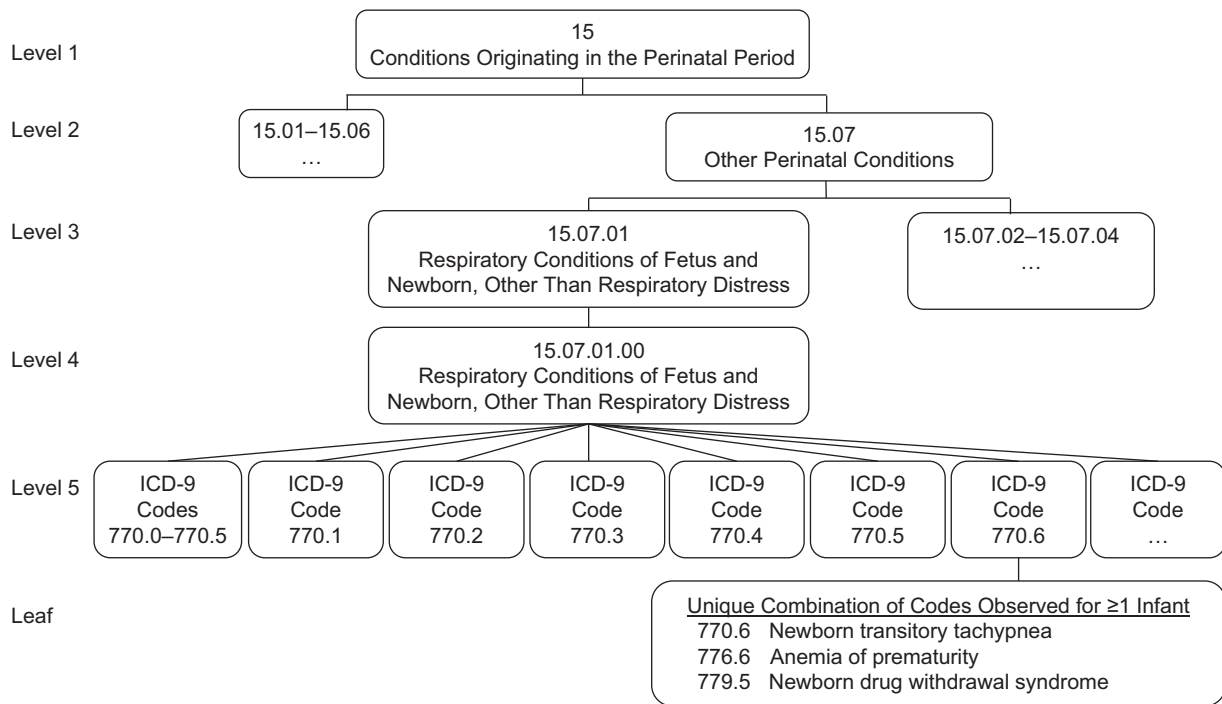 Level 1
15
Conditions Originating in the Perinatal Period
Level 2
15.01–15.06
…
15.07
Other Perinatal Conditions
Level 3
15.07.01
Respiratory Conditions of Fetus and
Newborn, Other Than Respiratory Distress
15.07.02–15.07.04
…
Level 4
15.07.01.00
Respiratory Conditions of Fetus and
Newborn, Other Than Respiratory Distress
Level 5
ICD-9
Codes
770.0–770.5
ICD-9
Code
770.1
ICD-9
Code
770.2
ICD-9
Code
770.3
ICD-9
Code
770.4
ICD-9
Code
770.5
ICD-9
Code
770.6
ICD-9
Code
…
Leaf
Unique Combination of Codes Observed for ≥1 Infant
770.6 Newborn transitory tachypnea
776.6 Anemia of prematurity
779.5 Newborn drug withdrawal syndrome